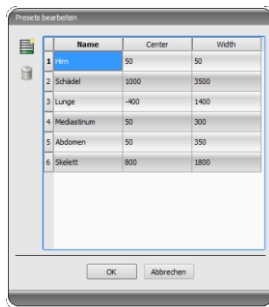 Presets bearbeiten
Name Center Width
1 Hirn 50 50
2 Schädel 1000 3500
3 Lunge -400 1400
4 Mediastinum 50 300
5 Abdomen 50 350
6 Skelett 800 1800
OK Abbrechen